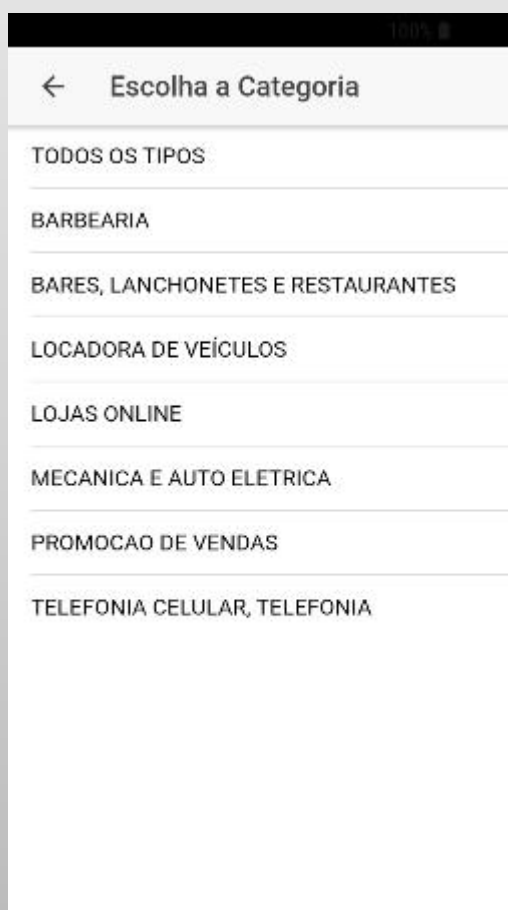 100%
Escolha a Categoria
TODOS OS TIPOS
BARBEARIA
BARES, LANCHONETES E RESTAURANTES
LOCADORA DE VEÍCULOS
LOJAS ONLINE
MECANICA E AUTO ELETRICA
PROMOCAO DE VENDAS
TELEFONIA CELULAR, TELEFONIA